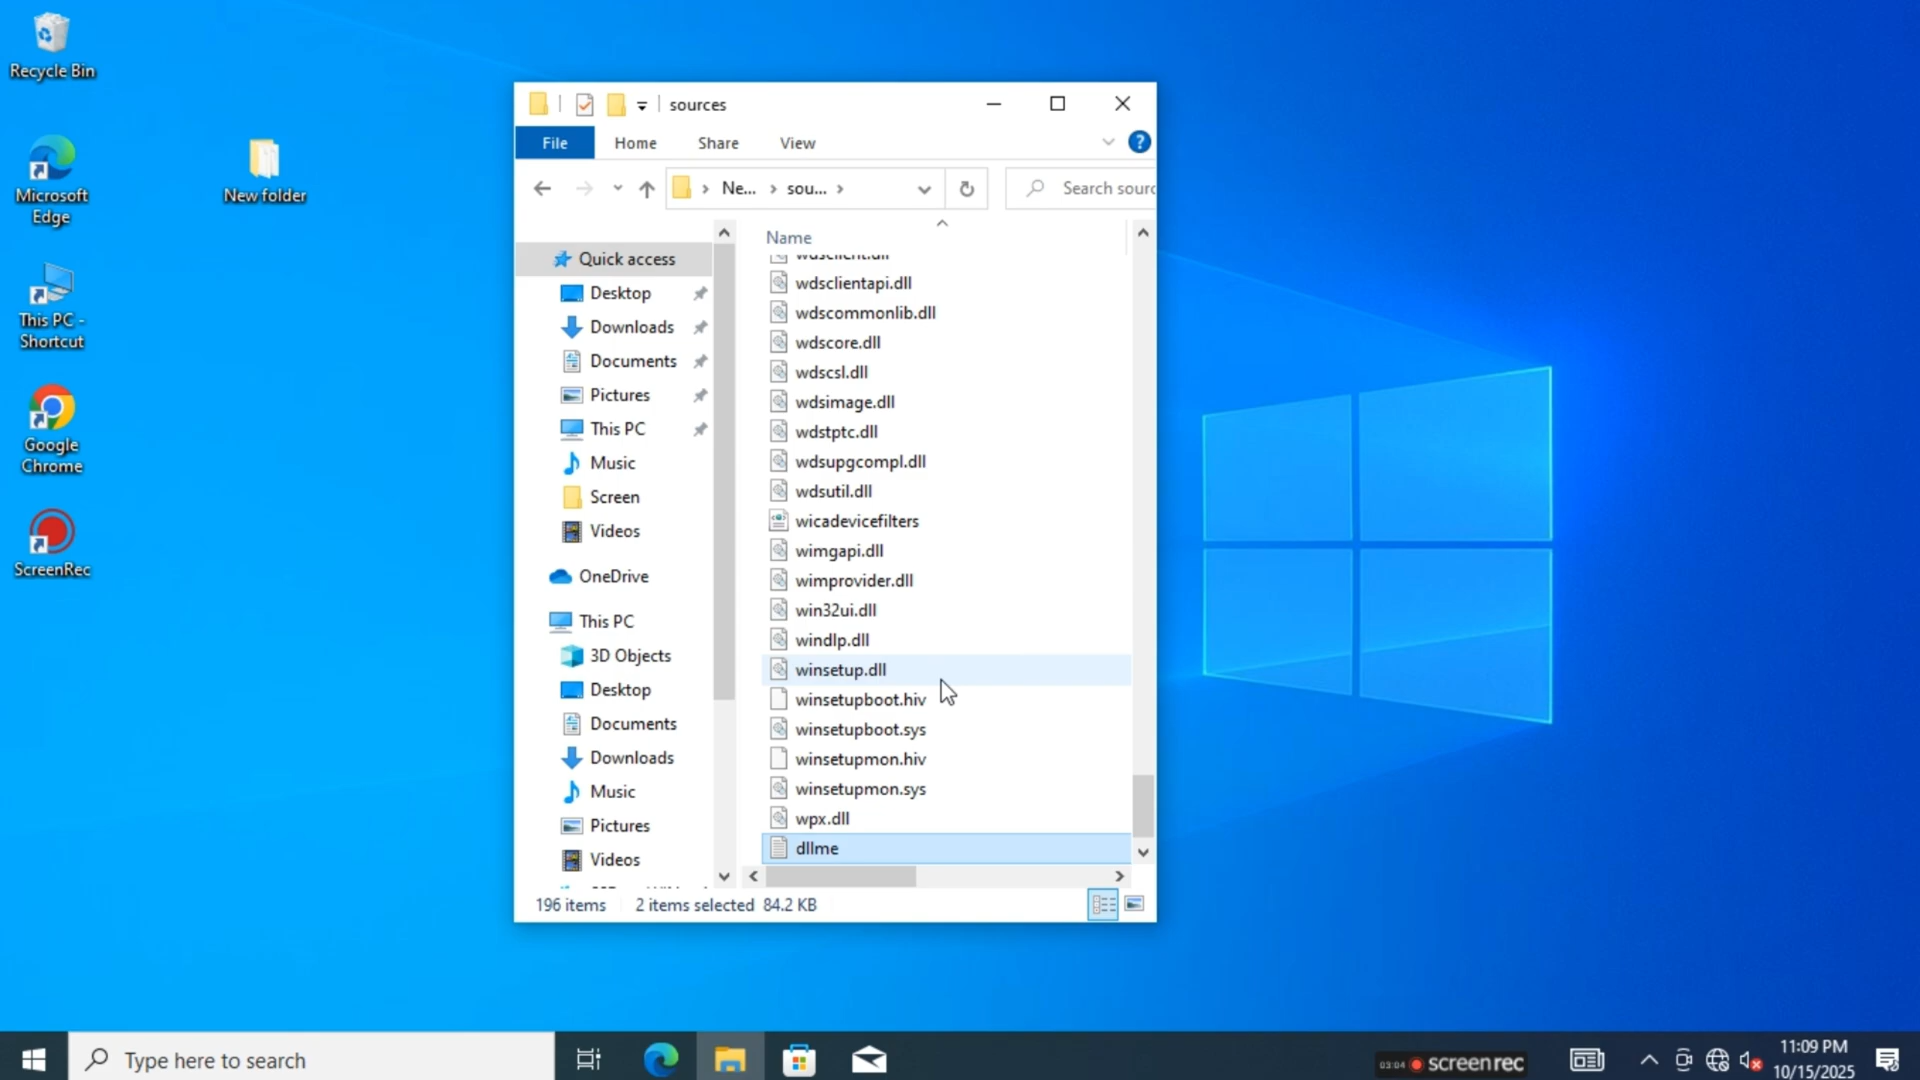 Recycle Bin
Microsoft
Edge
New folder
This PC -
Shortcut
Google
Chrome
ScreenRec
sources
File
Home
Share
View
?
Ne...
sou...
Search sourc
Quick access
Desktop
Downloads
Documents
Pictures
This PC
Music
Screen
Videos
OneDrive
This PC
3D Objects
Desktop
Documents
Downloads
Music
Pictures
Videos
Name
wdsclient.dll
wdsclientapi.dll
wdscommonlib.dll
wdscore.dll
wdscsl.dll
wdsimage.dll
wdstptc.dll
wdsupgcompl.dll
wdsutil.dll
wicadevicefilters
wimgapi.dll
wimprovider.dll
win32ui.dll
windlp.dll
winsetup.dll
winsetupboot.hiv
winsetupboot.sys
winsetupmon.hiv
winsetupmon.sys
wpx.dll
dllme
196 items
2 items selected 84.2 KB
Type here to search
03:04
screenrec
11:09 PM
10/15/2025